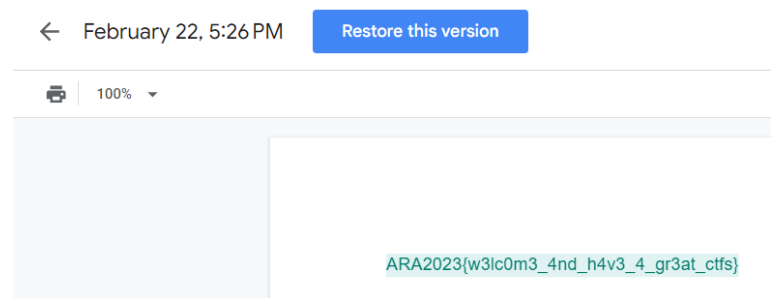 February 22, 5:26 PM Restore this version
100%
ARA2023{w3lc0m3_4nd_h4v3_4_gr3at_ctfs}